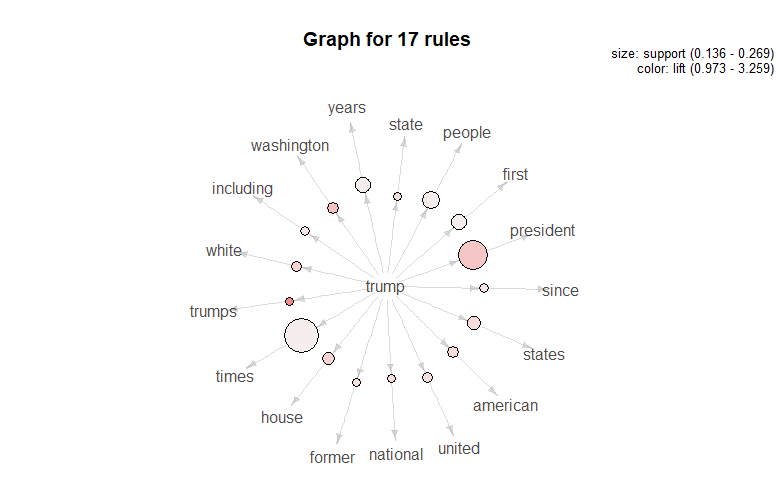 Graph for 17 rules
size: support (0.136 - 0.269)
color: lift (0.973 - 3.259)
years
state
people
washington
first
including
president
white
trump
since
trumps
states
times
american
house
united
former
national